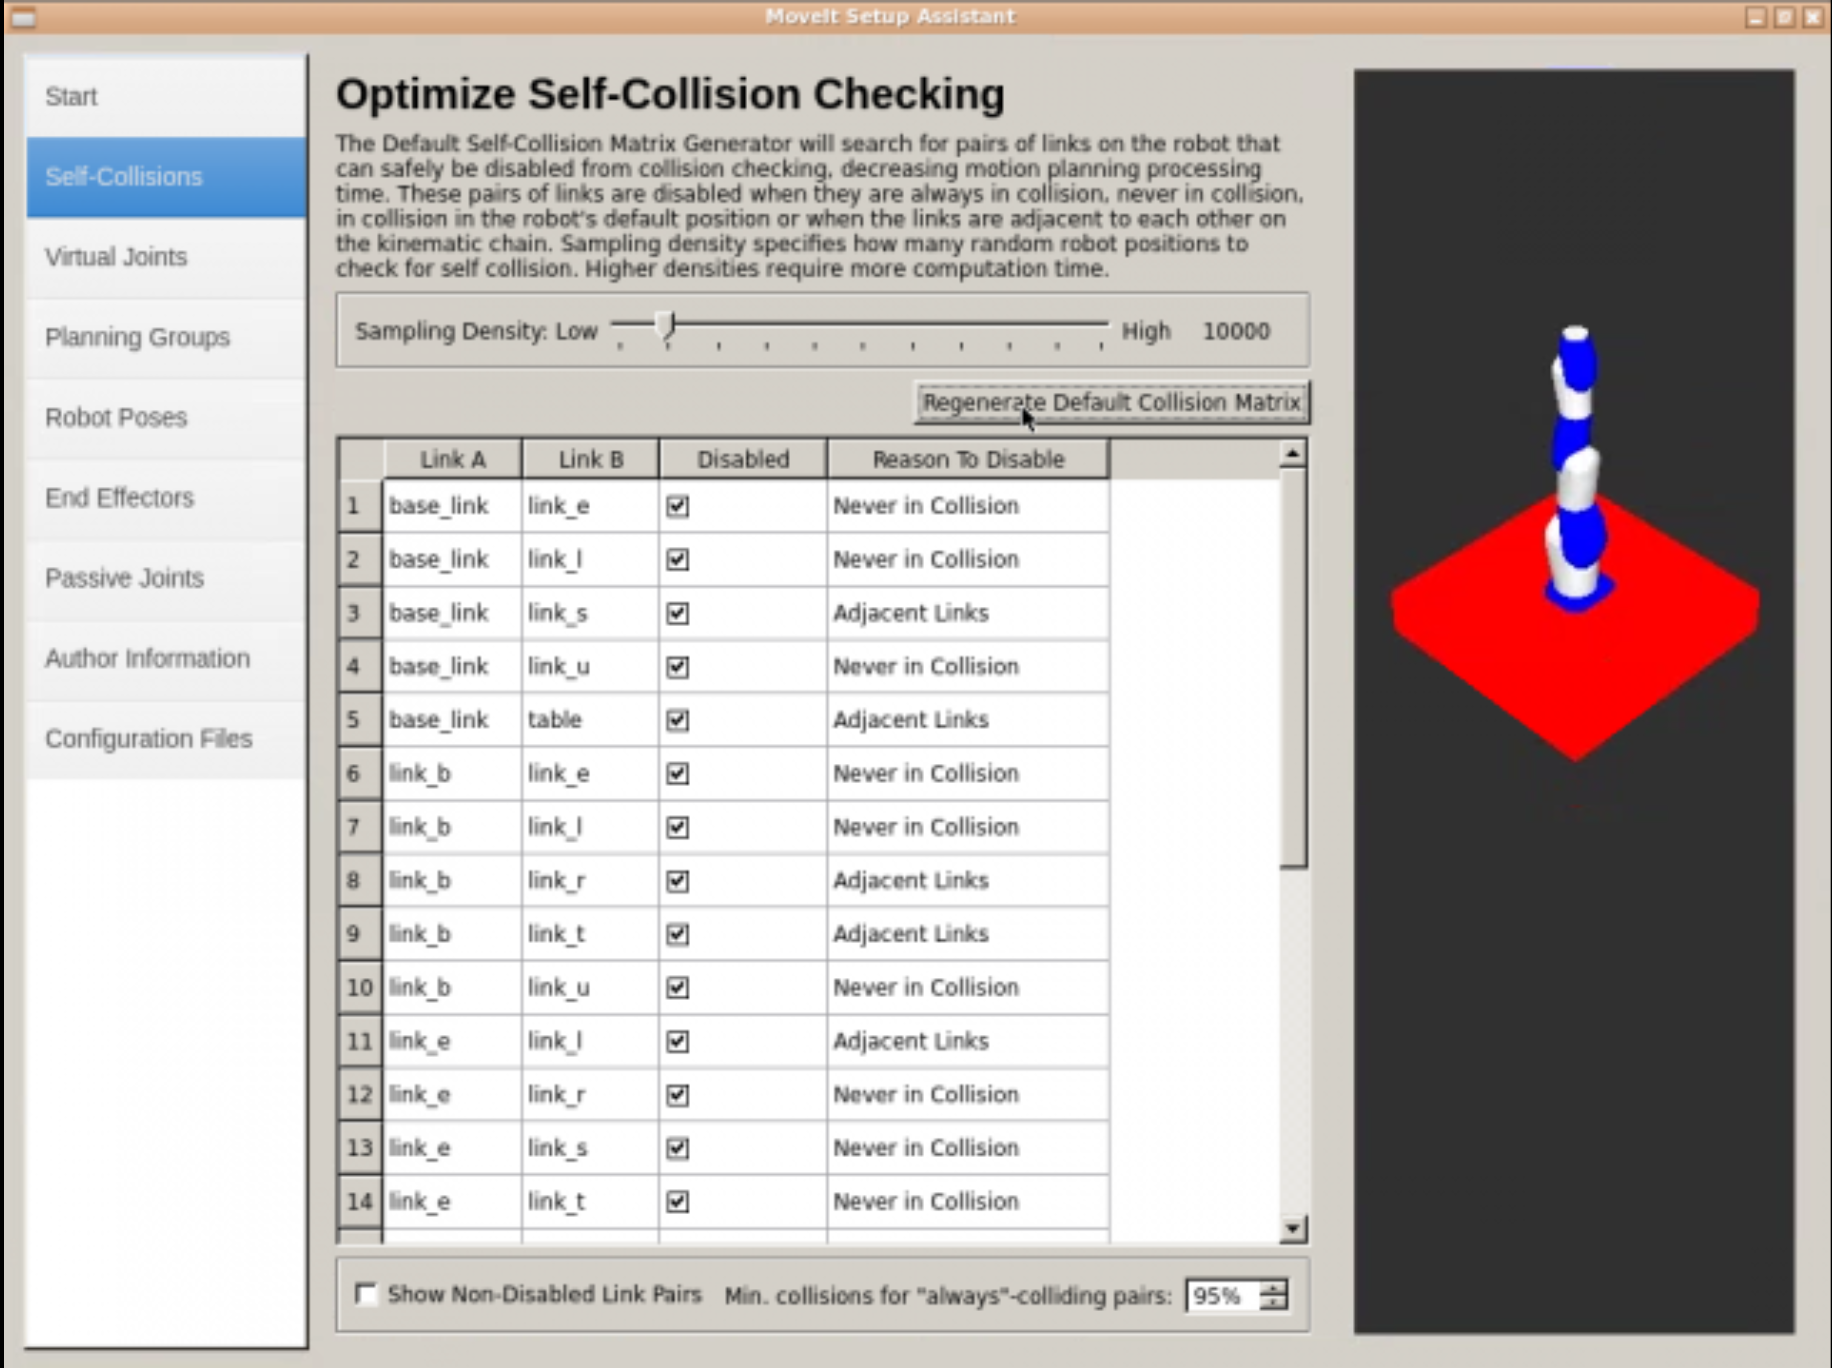 MoveIt Setup Assistant
Start
Self-Collisions
Virtual Joints
Planning Groups
Robot Poses
End Effectors
Passive Joints
Author Information
Configuration Files
Optimize Self-Collision Checking
The Default Self-Collision Matrix Generator will search for pairs of links on the robot that
can safely be disabled from collision checking, decreasing motion planning processing
time. These pairs of links are disabled when they are always in collision, never in collision,
in collision in the robot's default position or when the links are adjacent to each other on
the kinematic chain. Sampling density specifies how many random robot positions to
check for self collision. Higher densities require more computation time.
Sampling Density: Low High 10000
Regenerate Default Collision Matrix
Link A Link B Disabled Reason To Disable
1 base_link link_e Never in Collision
2 base_link link_l Never in Collision
3 base_link link_s Adjacent Links
4 base_link link_u Never in Collision
5 base_link table Adjacent Links
6 link_b link_e Never in Collision
7 link_b link_l Never in Collision
8 link_b link_r Adjacent Links
9 link_b link_t Adjacent Links
10 link_b link_u Never in Collision
11 link_e link_l Adjacent Links
12 link_e link_r Never in Collision
13 link_e link_s Never in Collision
14 link_e link_t Never in Collision
Show Non-Disabled Link Pairs Min. collisions for "always"-colliding pairs: 95%